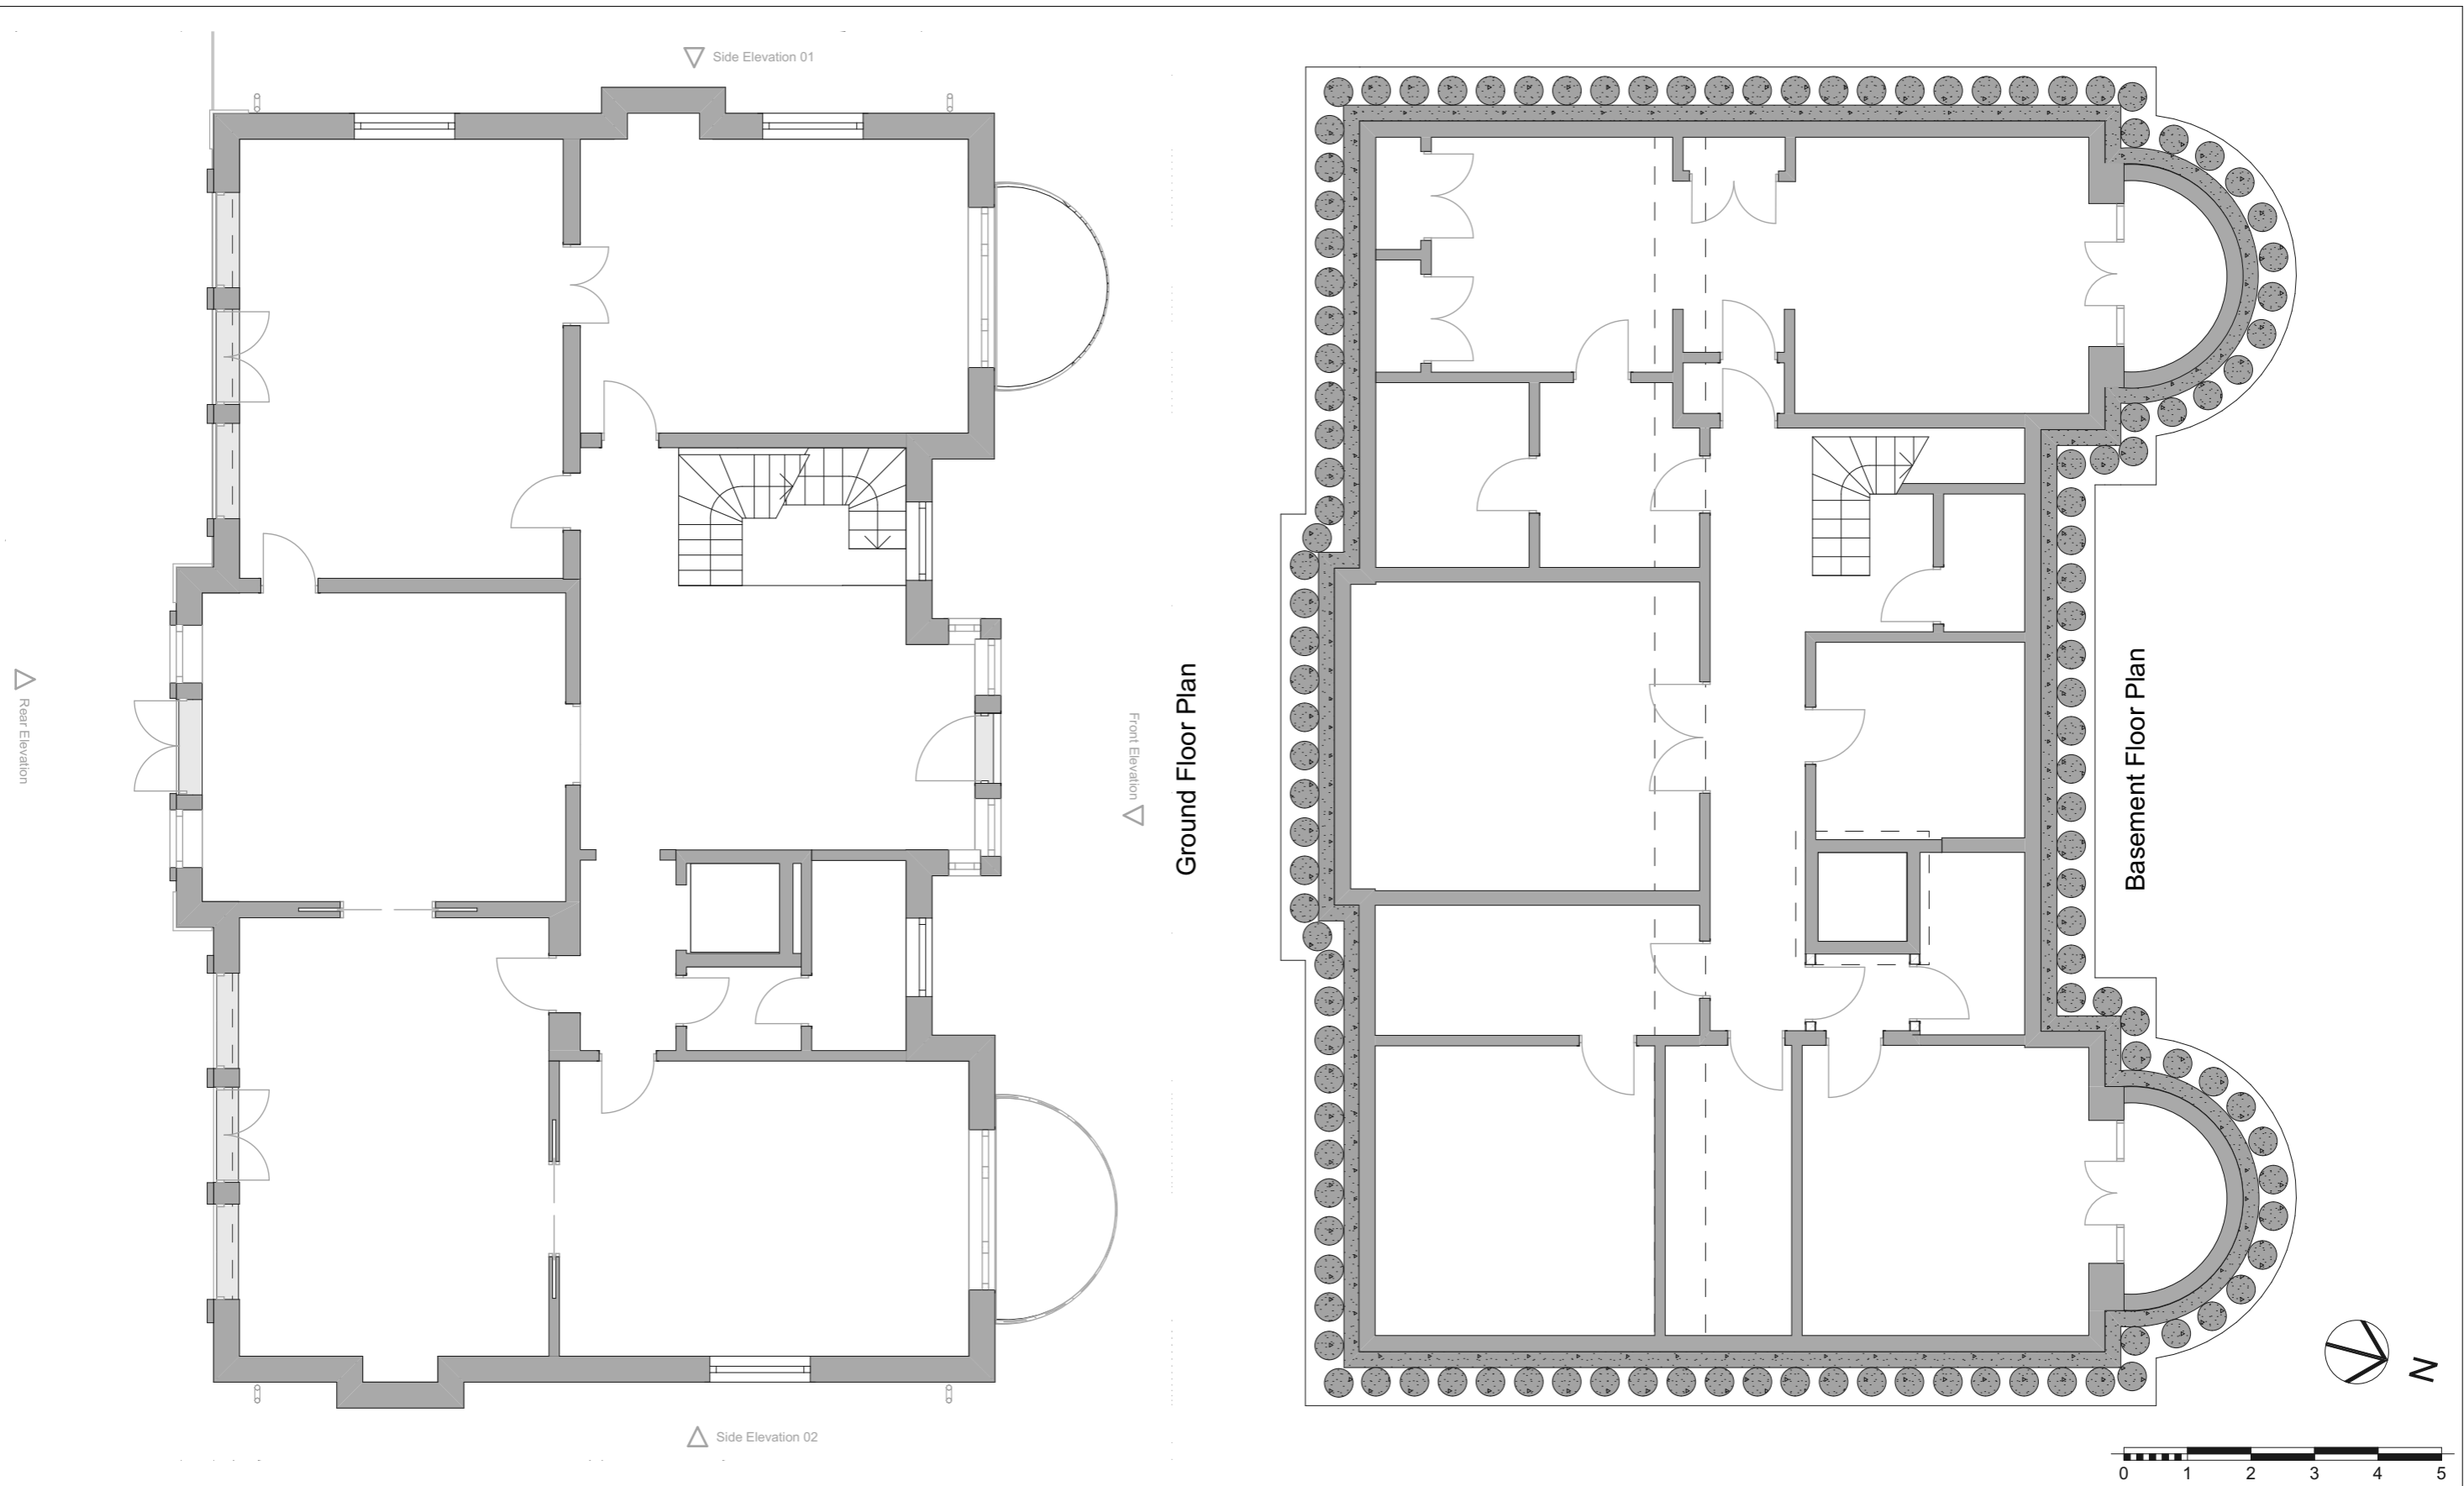 Side Elevation 01
Rear Elevation
Front Elevation
Ground Floor Plan
Basement Floor Plan
Side Elevation 02
N
0 1 2 3 4 5